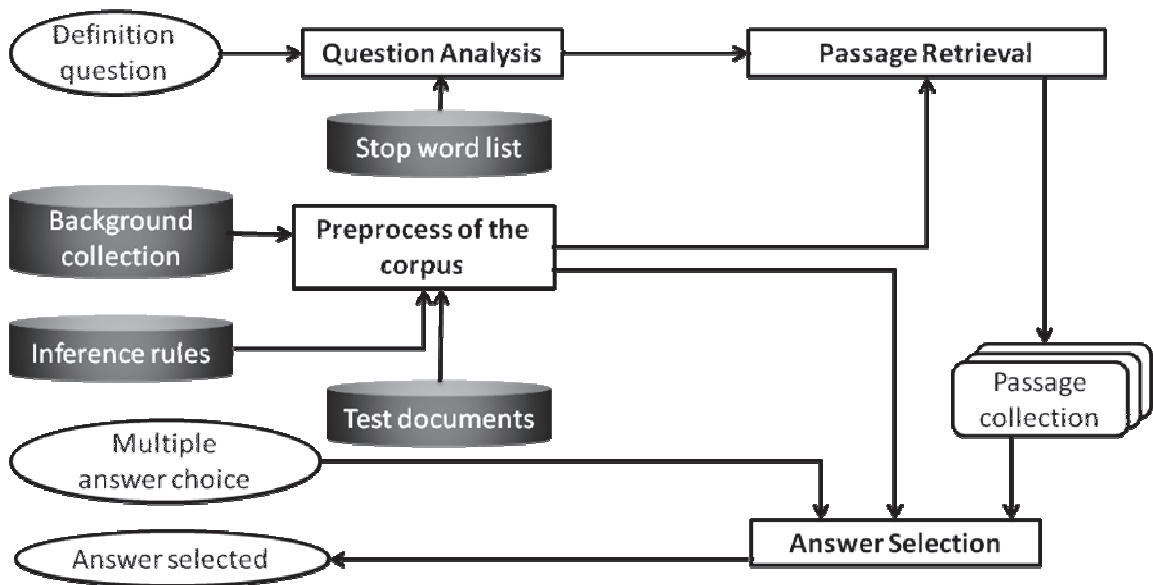 Definition
question
Question Analysis
Passage Retrieval
Stop word list
Background
collection
Preprocess of the
corpus
Inference rules
Test documents
Passage
collection
Multiple
answer choice
Answer selected
Answer Selection